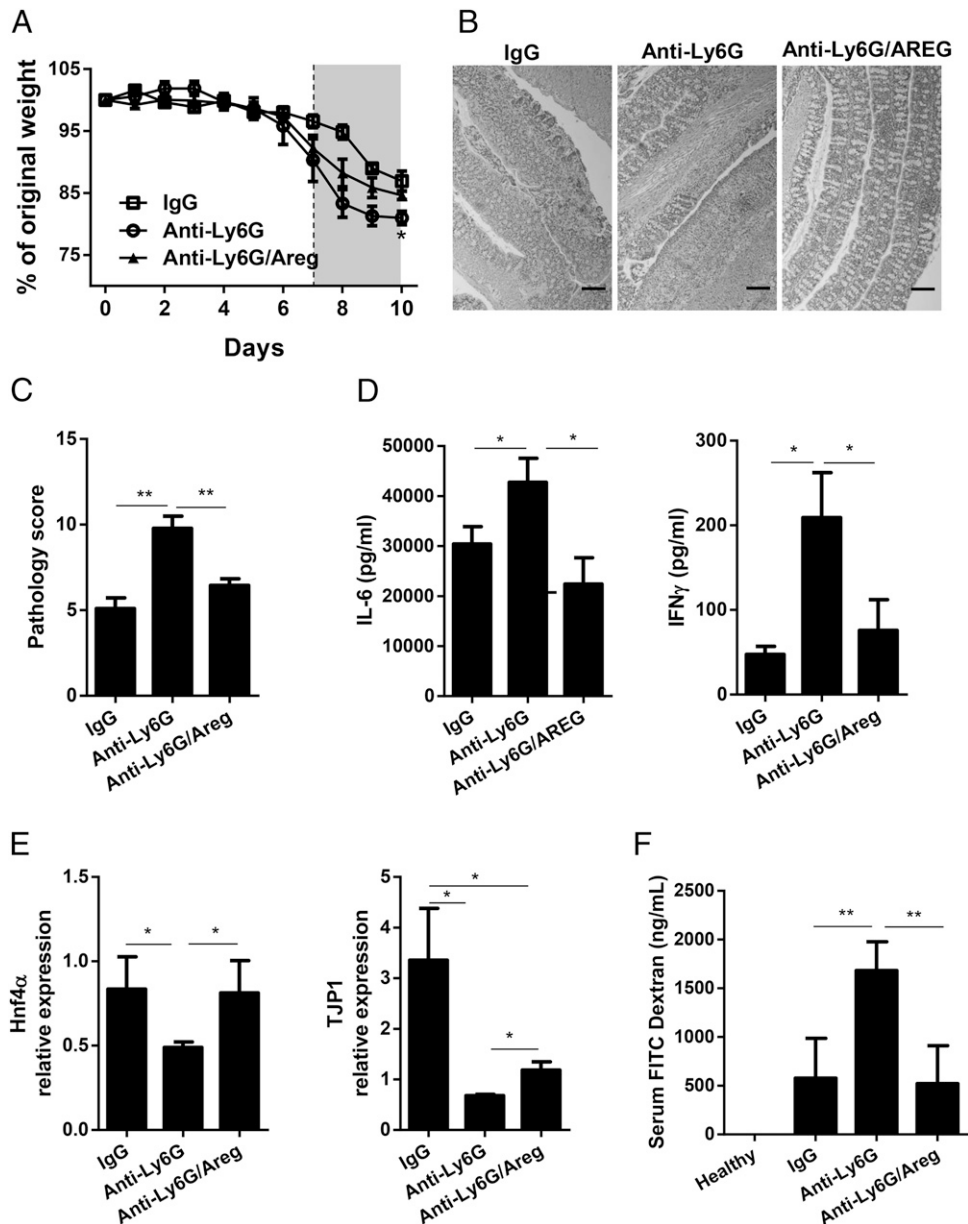 A
% of original weight
105
95
85
75
IgG
Anti-Ly6G
Anti-Ly6G/Areg
*
0 2 4 6 8 10
Days
B
IgG Anti-Ly6G Anti-Ly6G/AREG
C
Pathology score
15
10
5
0
** **
IgG
Anti-Ly6G
Anti-Ly6G/Areg
D
IL-6 (pg/ml)
50000
40000
30000
20000
10000
0
* *
IgG
Anti-Ly6G
Anti-Ly6G/AREG
IFNγ (pg/ml)
300
200
100
0
* *
IgG
Anti-Ly6G
Anti-Ly6G/Areg
E
Hnf4α
relative expression
1.5
1.0
0.5
0.0
* *
IgG
Anti-Ly6G
Anti-Ly6G/Areg
TJP1
relative expression
5
4
3
2
1
0
*
*
*
IgG
Anti-Ly6G
Anti-Ly6G/Areg
F
Serum FITC Dextran (ng/mL)
2500
2000
1500
1000
500
0
** **
Healthy
IgG
Anti-Ly6G
Anti-Ly6G/Areg